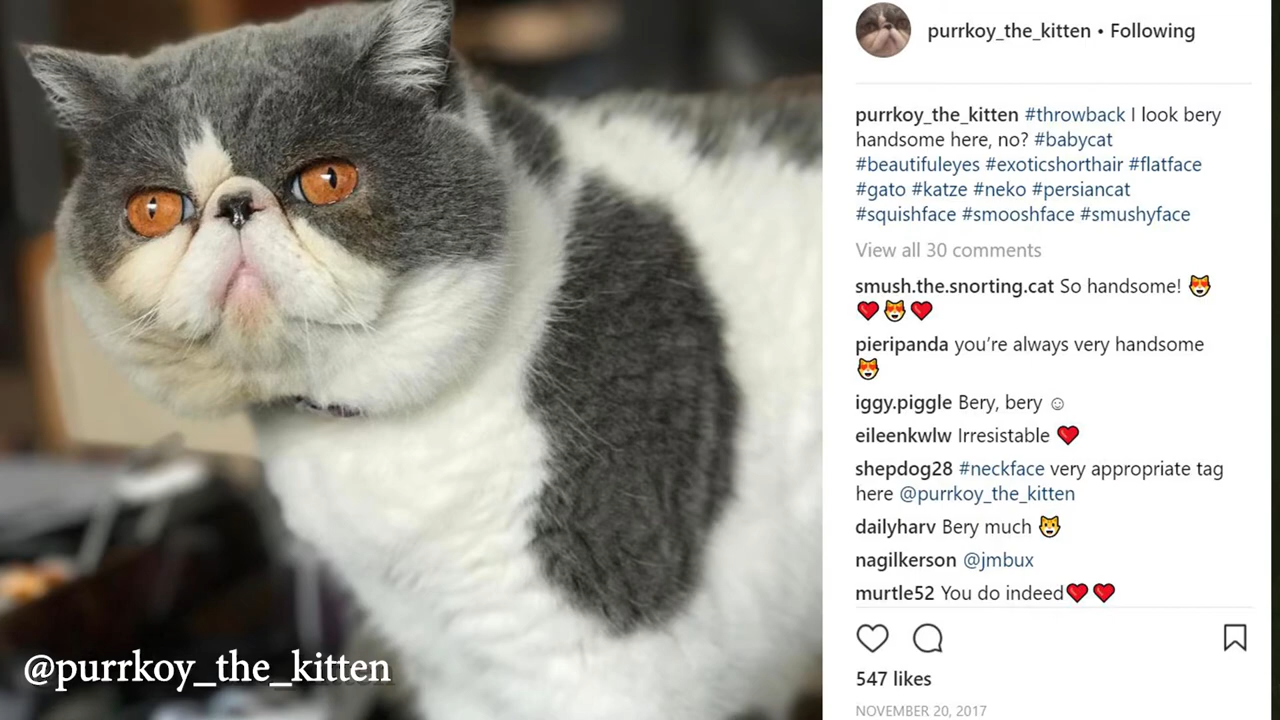 purrkoy_the_kitten • Following
purrkoy_the_kitten #throwback I look bery
handsome here, no? #babycat
#beautifuleyes #exoticshorthair #flatface
#gato #katze #neko #persiancat
#squishface #smooshface #smushyface
View all 30 comments
smush.the.snorting.cat So handsome! 😻
❤️😻❤️
pieripanda you’re always very handsome
😻
iggy.piggle Bery, bery ☺
eileenkwlw Irresistable ❤️
shepdog28 #neckface very appropriate tag
here @purrkoy_the_kitten
dailyharv Bery much 😺
nagilkerson @jmbux
murtle52 You do indeed❤️❤️
547 likes
NOVEMBER 20, 2017
@purrkoy_the_kitten